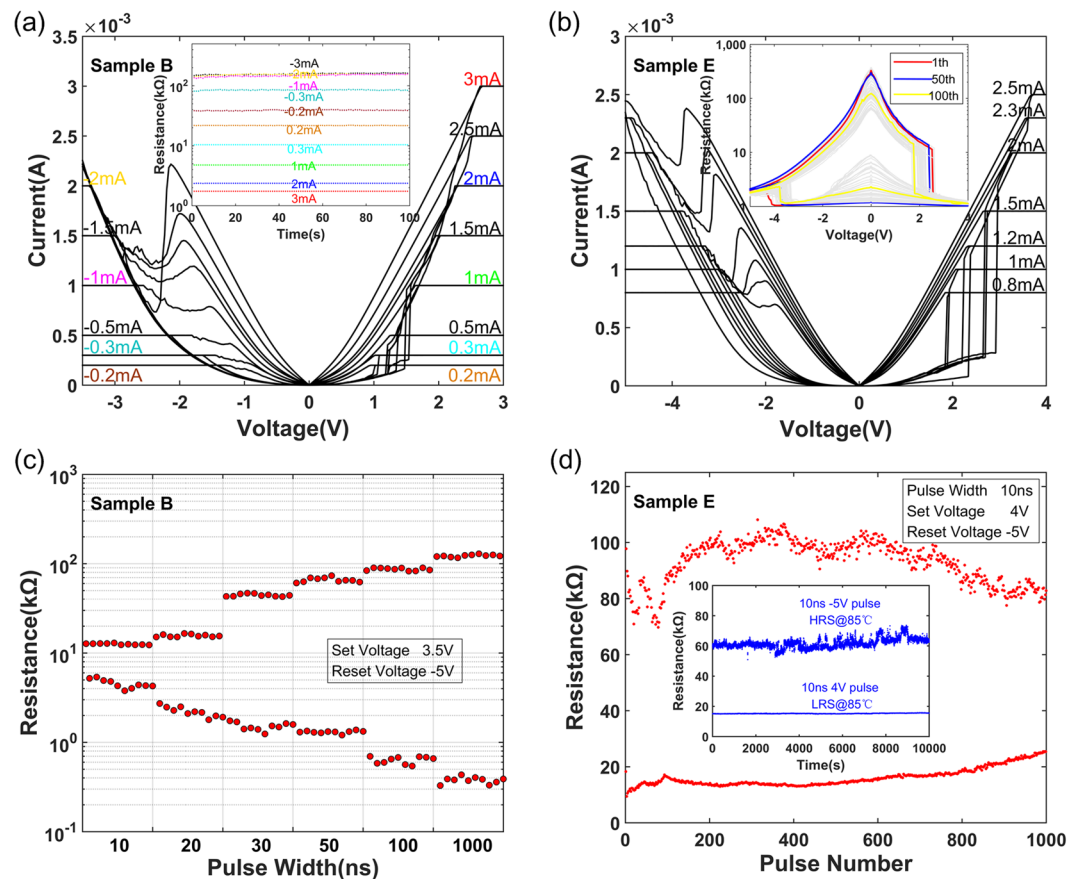 (a)
×10⁻³
3.5
3
2.5
2
1.5
1
0.5
0
Current(A)
Sample B
-3mA
-2mA
-1mA
-0.3mA
-0.2mA
0.2mA
0.3mA
1mA
2mA
3mA
Resistance(kΩ)
10²
10¹
10⁰
0 20 40 60 80 100
Time(s)
-2mA
-1.5mA
-1mA
-0.5mA
-0.3mA
-0.2mA
3mA
2.5mA
2mA
1.5mA
1mA
0.5mA
0.3mA
0.2mA
-3 -2 -1 0 1 2 3
Voltage(V)
(b)
×10⁻³
3
2.5
2
1.5
1
0.5
0
Current(A)
Sample E
1,000
100
10
Resistance(kΩ)
1th
50th
100th
-4 -2 0 2 4
Voltage(V)
2.5mA
2.3mA
2mA
1.5mA
1.2mA
1mA
0.8mA
-4 -2 0 2 4
Voltage(V)
(c)
10³
10²
10¹
10⁰
10⁻¹
Resistance(kΩ)
Sample B
Set Voltage 3.5V
Reset Voltage -5V
10 20 30 50 100 1000
Pulse Width(ns)
(d)
120
100
80
60
40
20
0
Resistance(kΩ)
Sample E
Pulse Width 10ns
Set Voltage 4V
Reset Voltage -5V
100
80
60
40
20
0
Resistance(kΩ)
10ns -5V pulse
HRS@85℃
10ns 4V pulse
LRS@85℃
0 2000 4000 6000 8000 10000
Time(s)
0 200 400 600 800 1000
Pulse Number